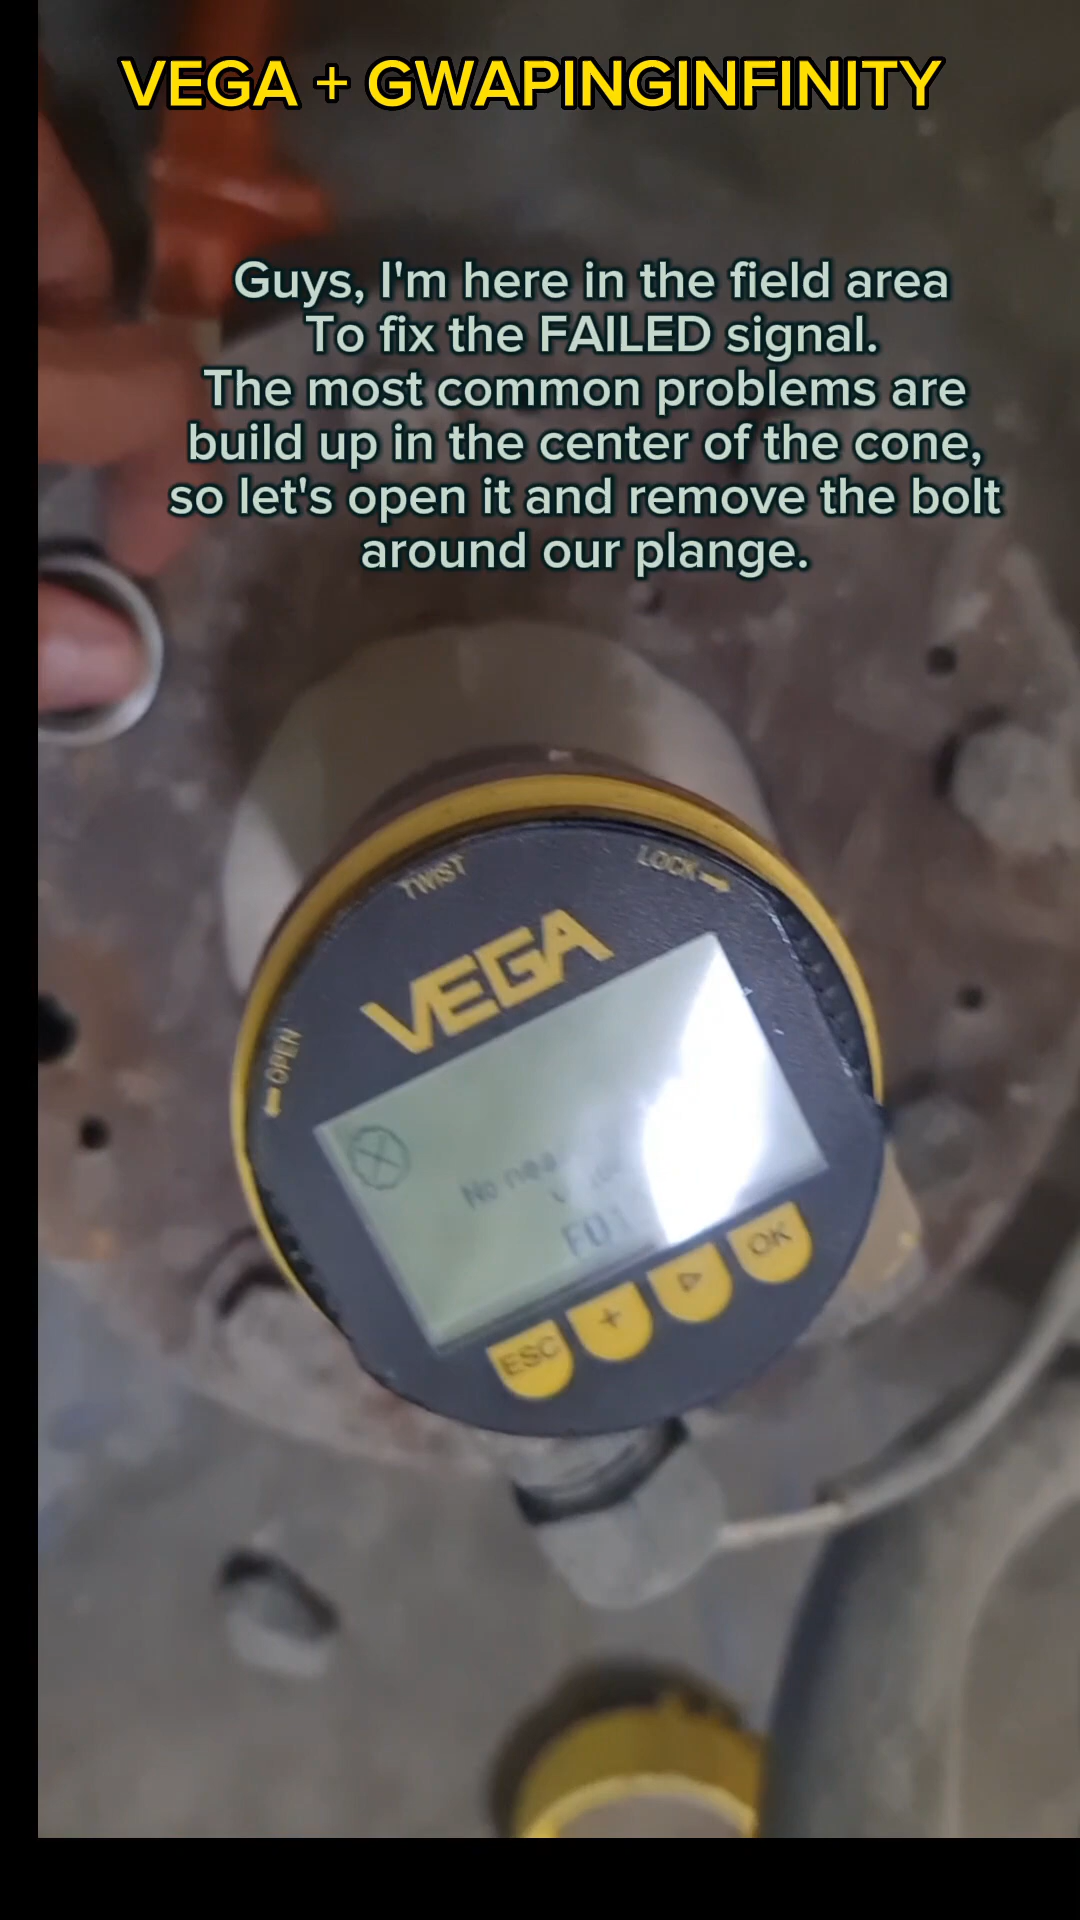 VEGA + GWAPINGINFINITY
Guys, I'm here in the field area
To fix the FAILED signal.
The most common problems are
build up in the center of the cone,
so let's open it and remove the bolt
around our plange.
TWIST
LOCK
OPEN
VEGA
No
ESC
+
OK